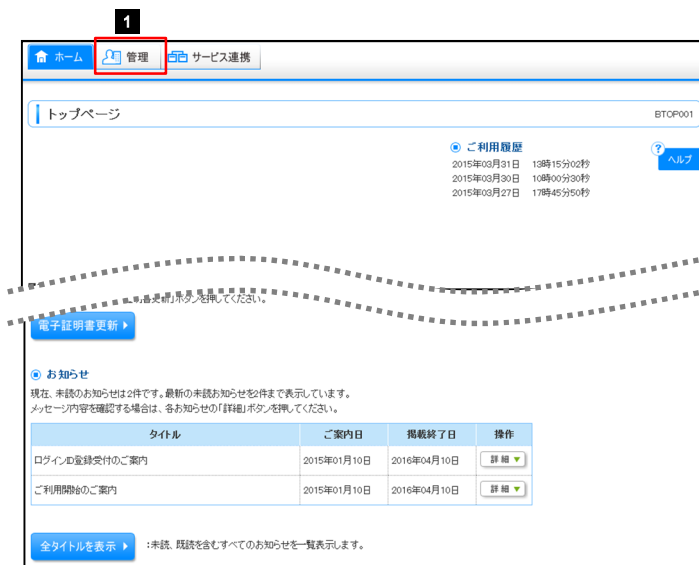 1
ホーム 管理 サービス連携
トップページ BTOP001
ご利用履歴
2015年03月31日 13時15分02秒
2015年03月30日 10時00分30秒
2015年03月27日 17時45分50秒
? ヘルプ
明書更新」ボタンを押してください。
電子証明書更新
お知らせ
現在、未読のお知らせは2件です。最新の未読お知らせを2件まで表示しています。
メッセージ内容を確認する場合は、各お知らせの「詳細」ボタンを押してください。
タイトル ご案内日 掲載終了日 操作
ログインID登録受付のご案内 2015年01月10日 2016年04月10日 詳細
ご利用開始のご案内 2015年01月10日 2016年04月10日 詳細
全タイトルを表示 :未読、既読を含むすべてのお知らせを一覧表示します。